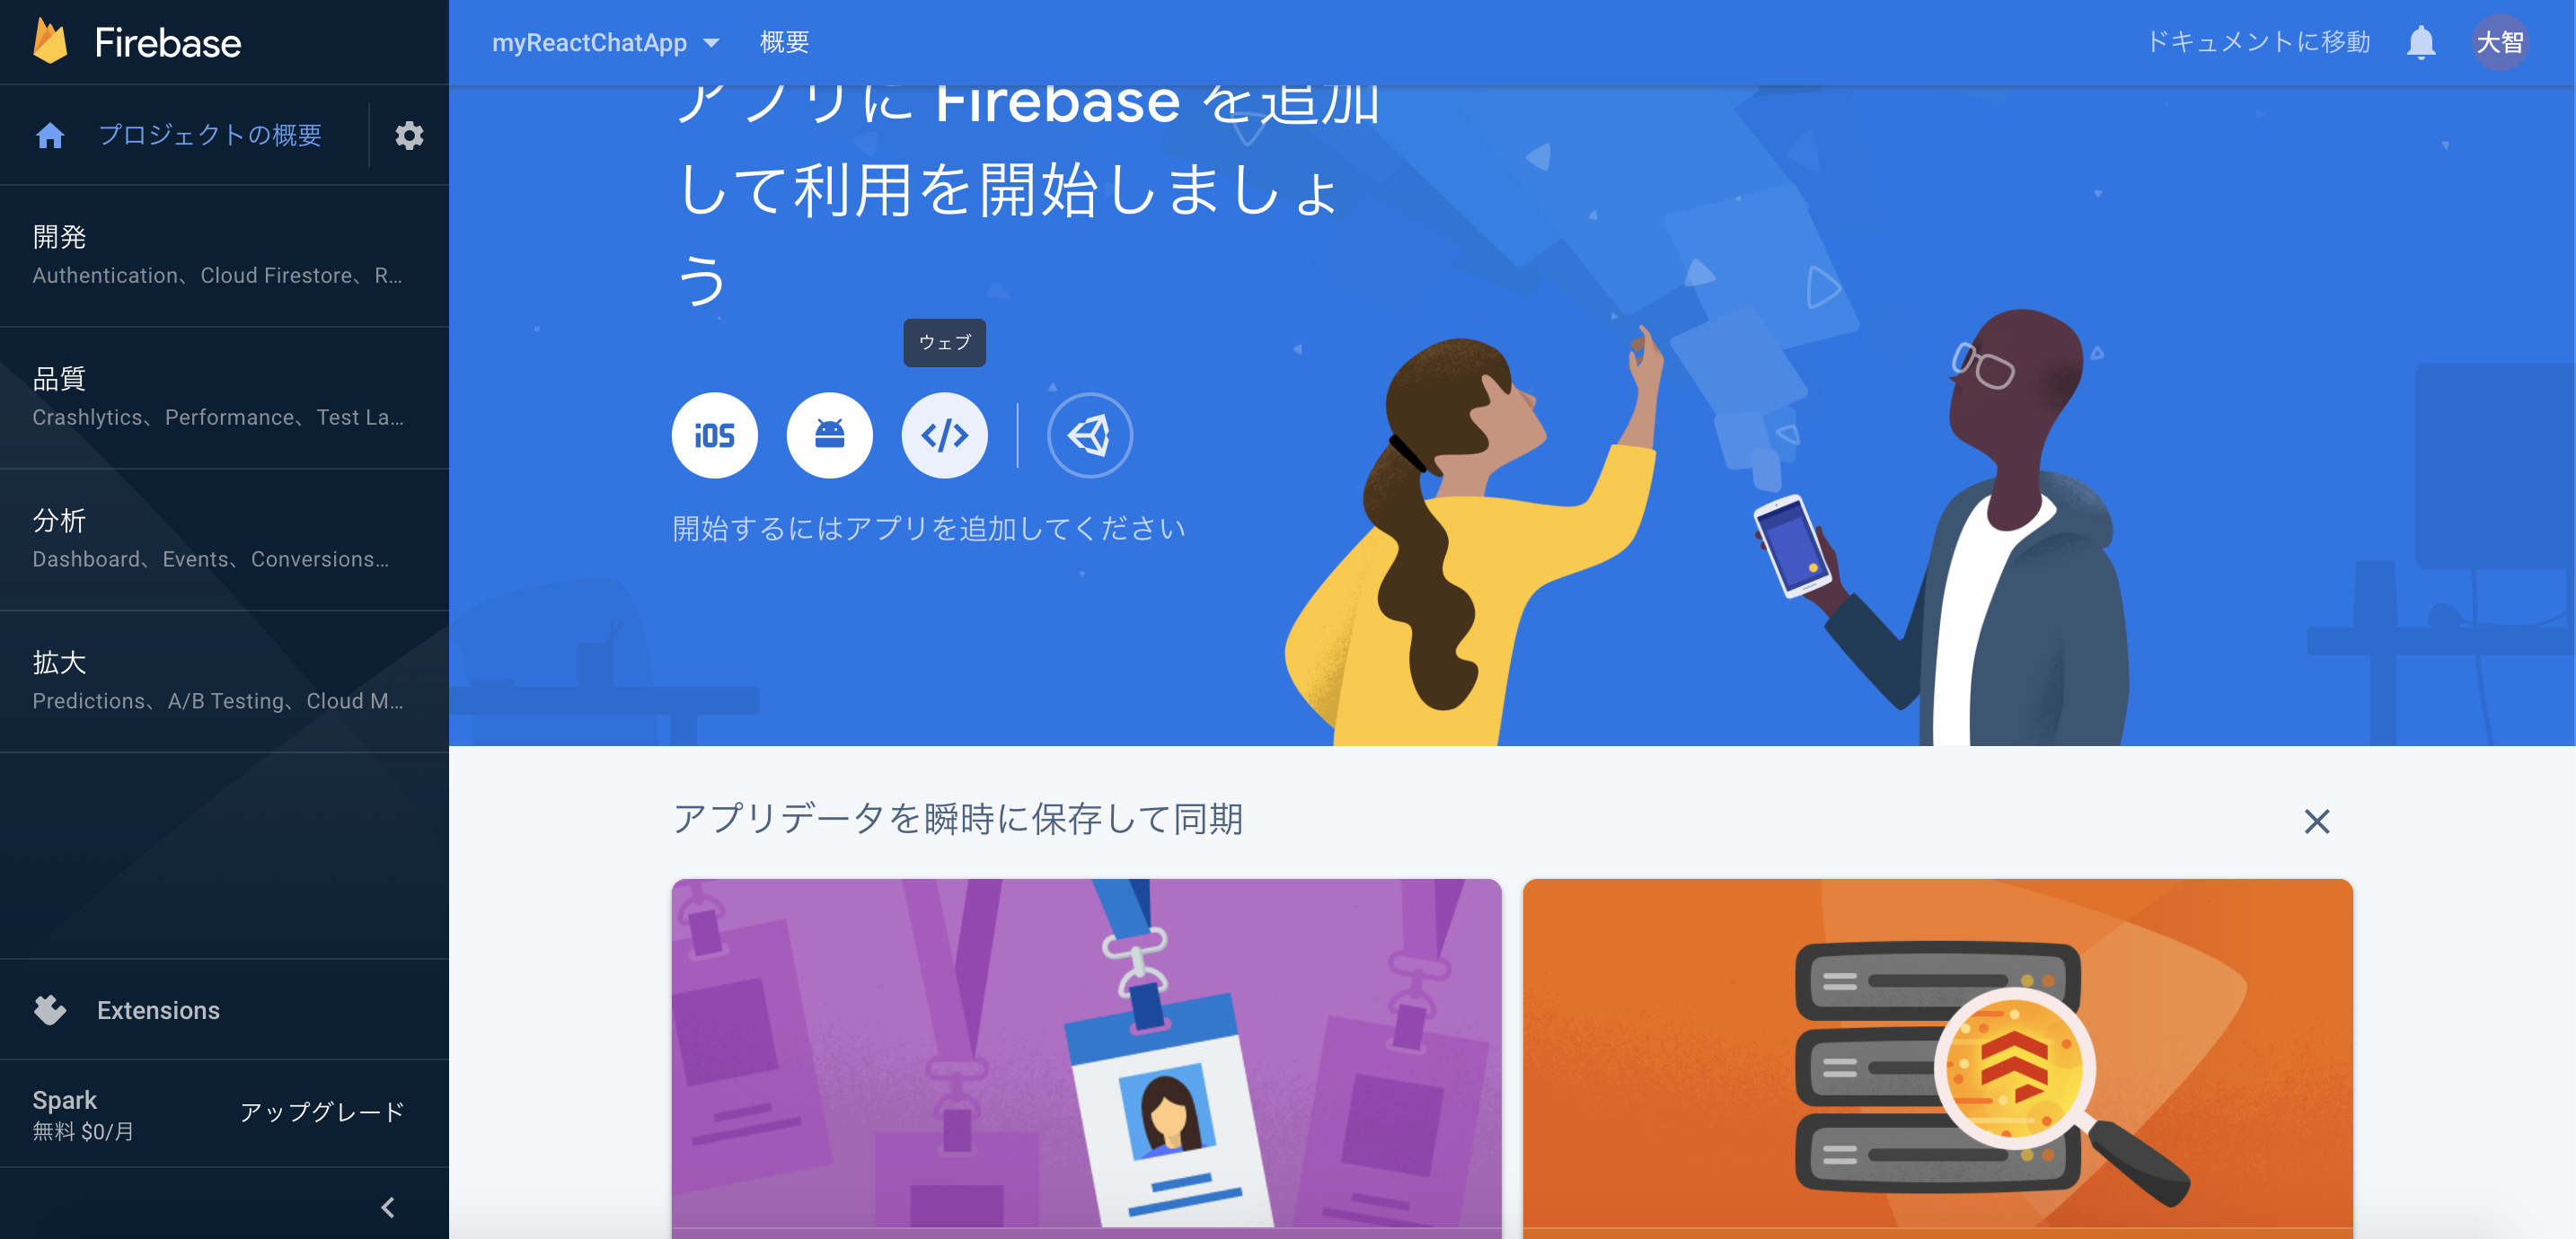 Firebase
myReactChatApp
概要
ドキュメントに移動
大智
プロジェクトの概要
アプリに Firebase を追加
して利用を開始しましょ
う
開発
Authentication、Cloud Firestore、R...
ウェブ
品質
Crashlytics、Performance、Test La...
iOS
</>
開始するにはアプリを追加してください
分析
Dashboard、Events、Conversions...
拡大
Predictions、A/B Testing、Cloud M...
アプリデータを瞬時に保存して同期
Extensions
Spark
無料 $0/月
アップグレード